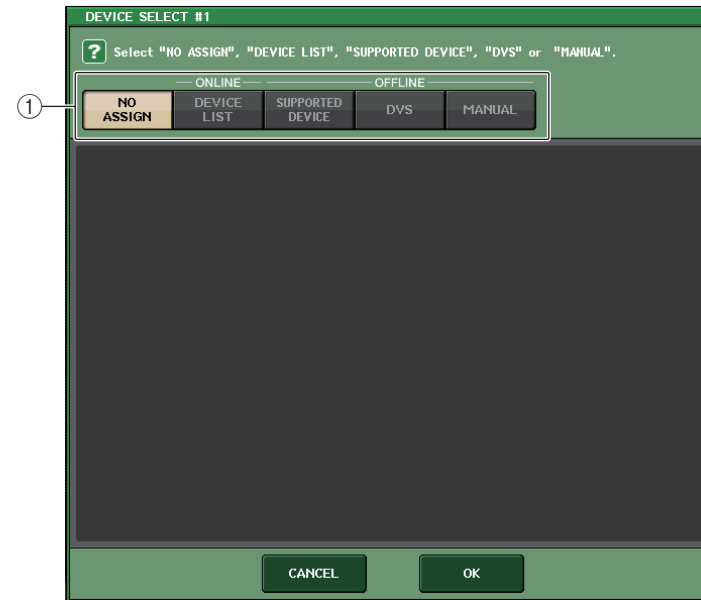 DEVICE SELECT #1
? Select "NO ASSIGN", "DEVICE LIST", "SUPPORTED DEVICE", "DVS" or "MANUAL".
ONLINE OFFLINE
①
NO ASSIGN
DEVICE LIST
SUPPORTED DEVICE
DVS
MANUAL
CANCEL OK